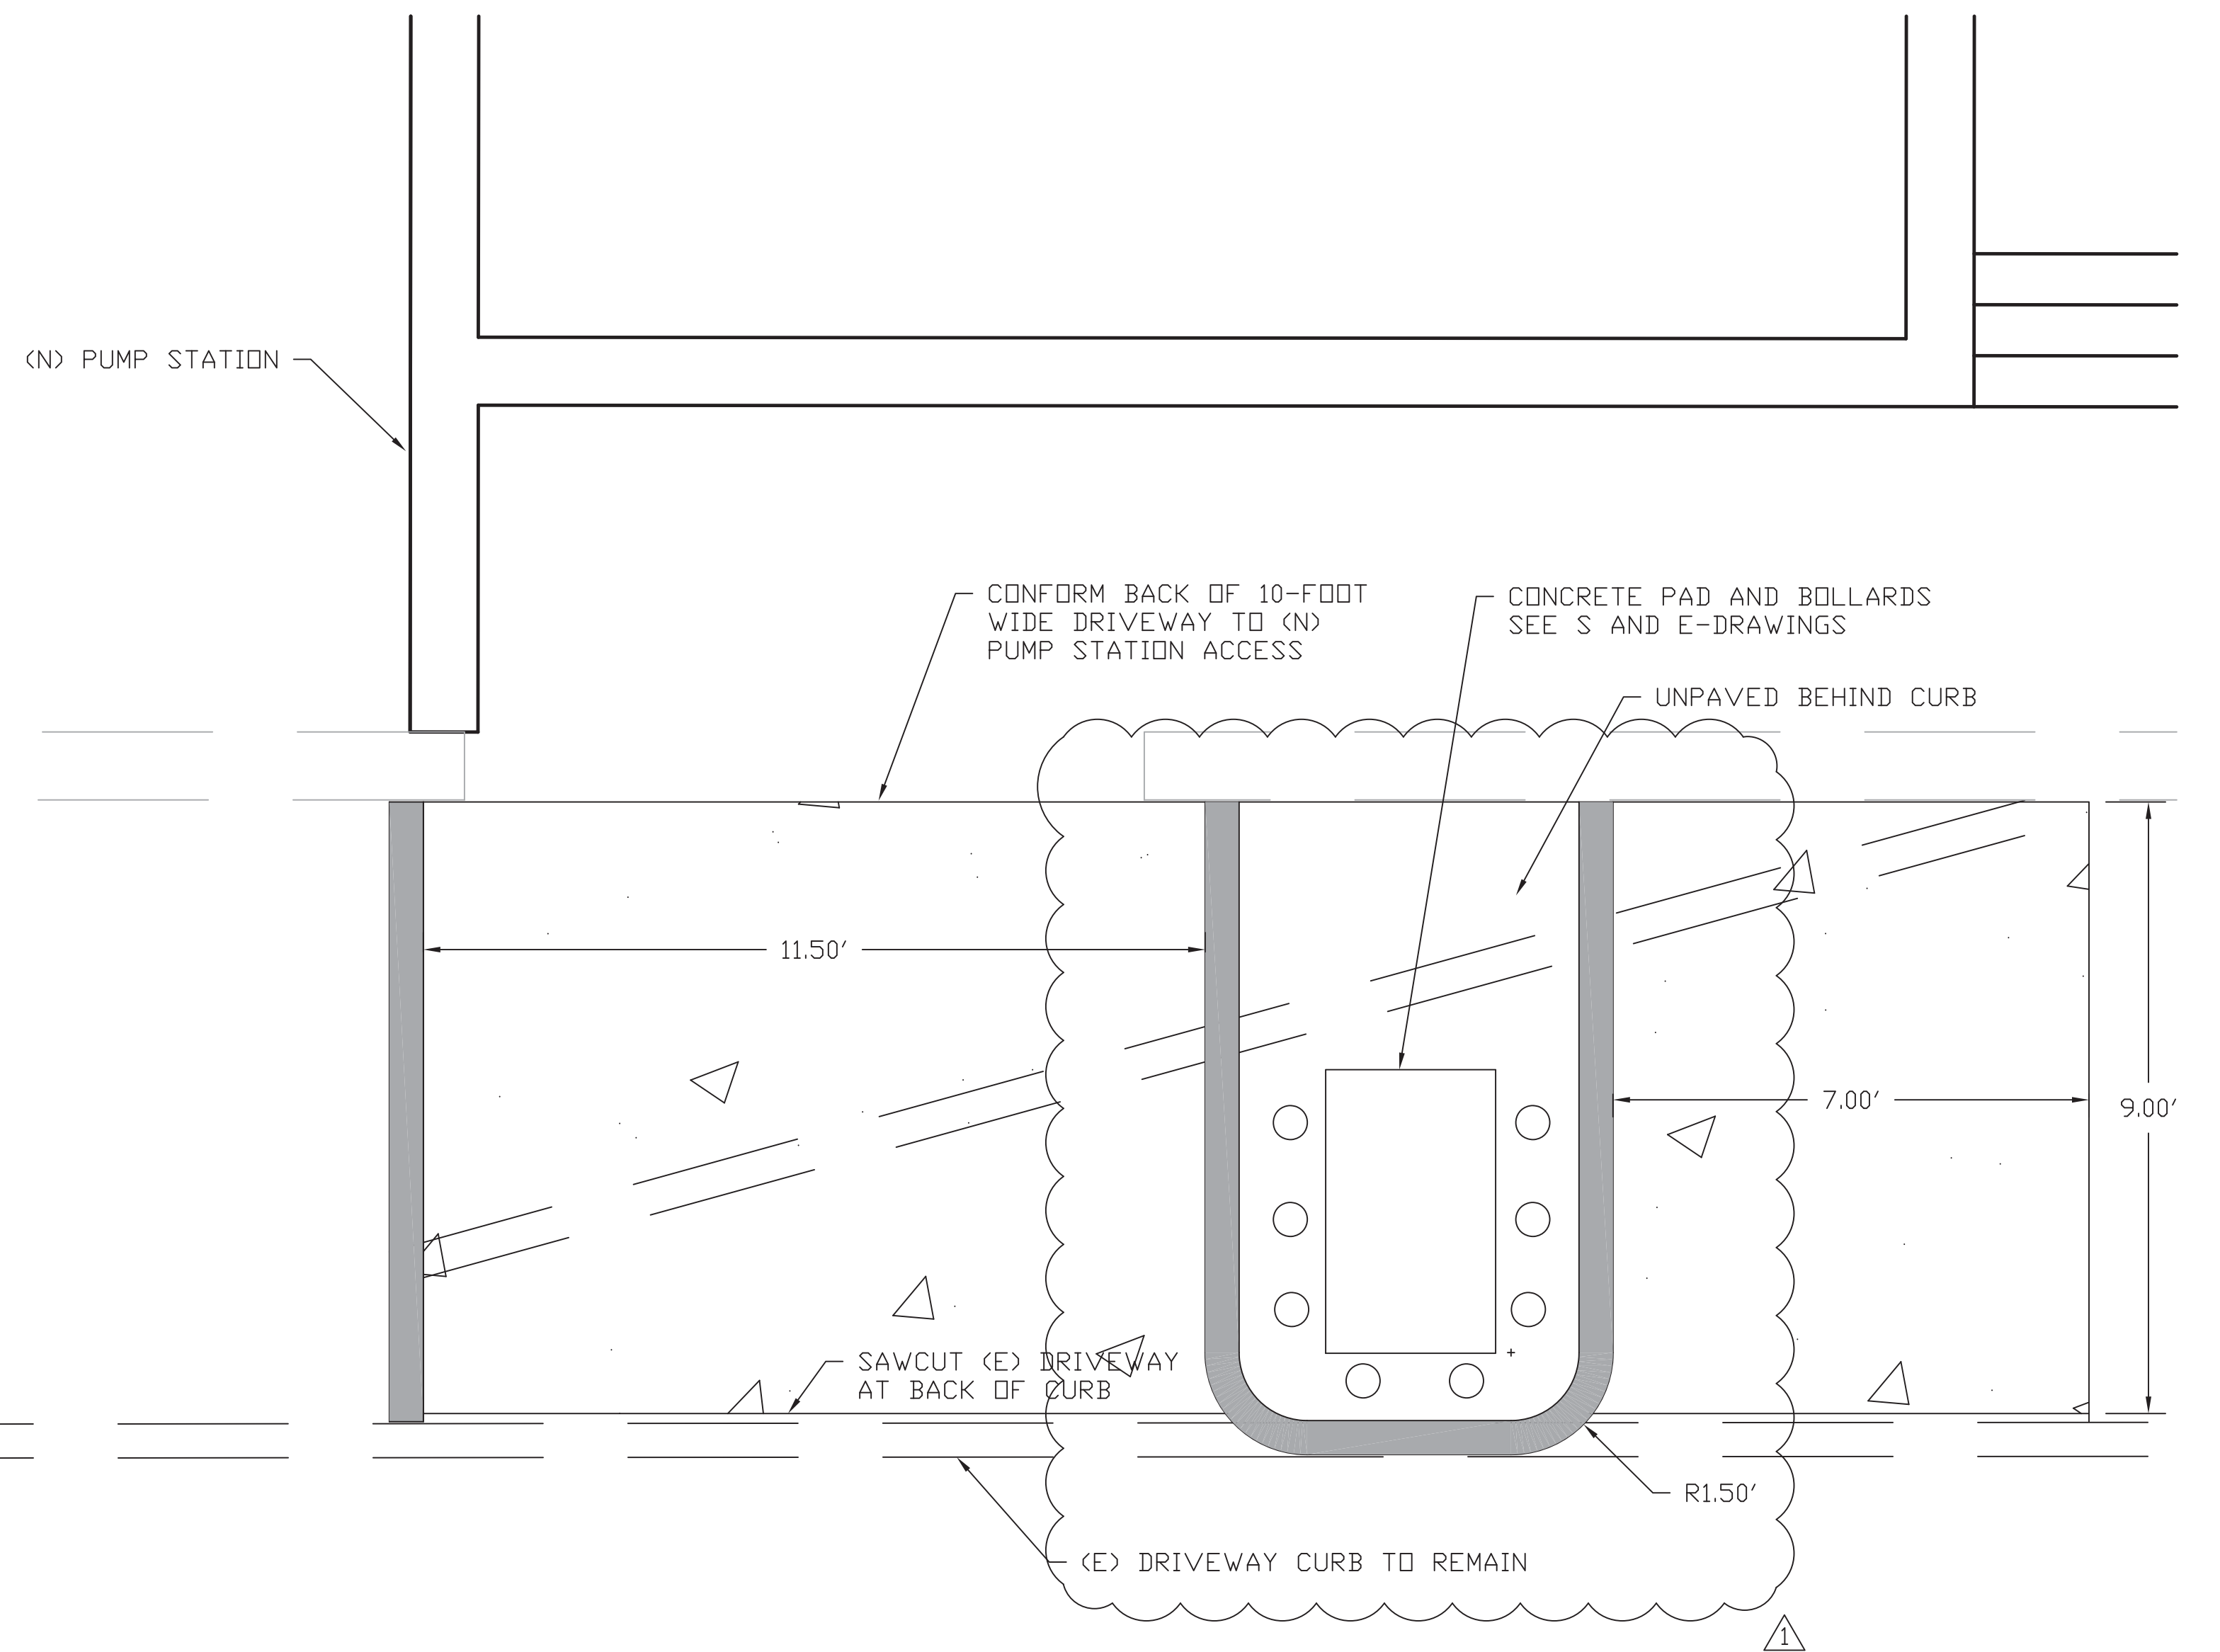 (N) PUMP STATION
CONFORM BACK OF 10-FOOT
WIDE DRIVEWAY TO (N)
PUMP STATION ACCESS
CONCRETE PAD AND BOLLARDS
SEE S AND E-DRAWINGS
UNPAVED BEHIND CURB
11.50'
7.00'
9.00'
SAWCUT (E) DRIVEWAY
AT BACK OF CURB
R1.50'
(E) DRIVEWAY CURB TO REMAIN
1